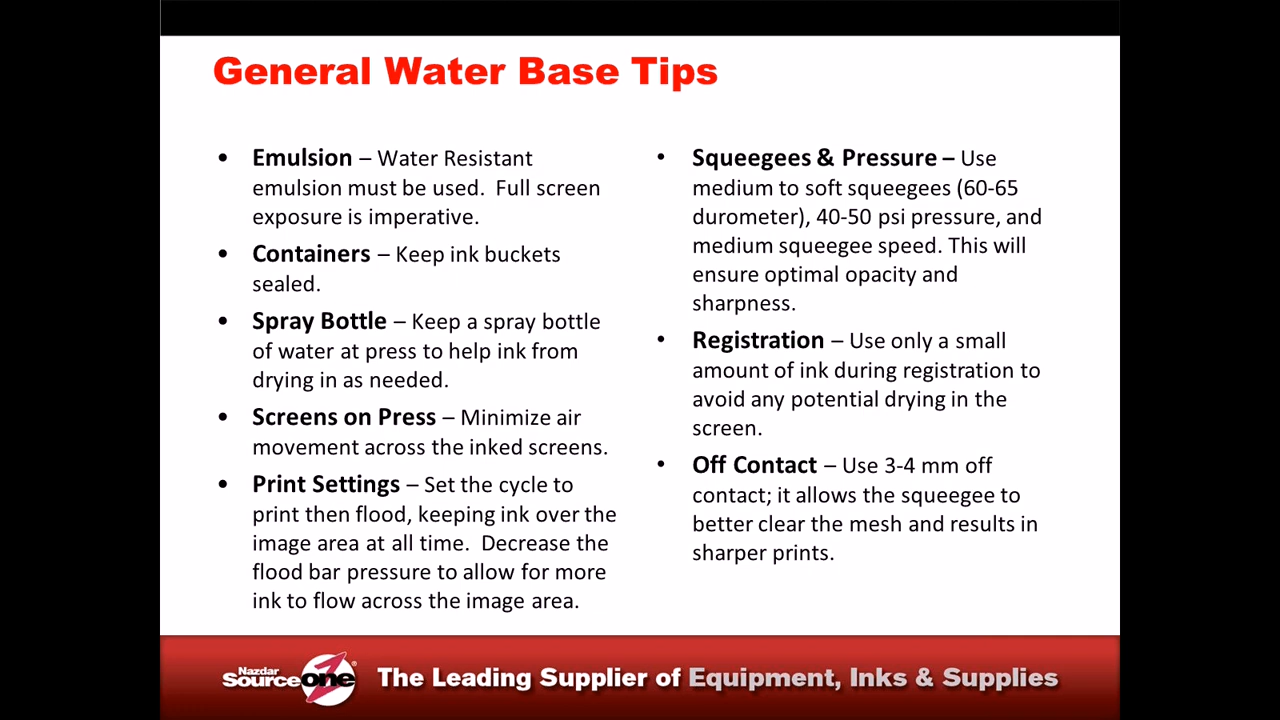 General Water Base Tips
• Emulsion – Water Resistant
emulsion must be used.  Full screen
exposure is imperative.
• Containers – Keep ink buckets
sealed.
• Spray Bottle – Keep a spray bottle
of water at press to help ink from
drying in as needed.
• Screens on Press – Minimize air
movement across the inked screens.
• Print Settings – Set the cycle to
print then flood, keeping ink over the
image area at all time.  Decrease the
flood bar pressure to allow for more
ink to flow across the image area.
• Squeegees & Pressure – Use
medium to soft squeegees (60-65
durometer), 40-50 psi pressure, and
medium squeegee speed. This will
ensure optimal opacity and
sharpness.
• Registration – Use only a small
amount of ink during registration to
avoid any potential drying in the
screen.
• Off Contact – Use 3-4 mm off
contact; it allows the squeegee to
better clear the mesh and results in
sharper prints.
Nazdar
sourceone®
The Leading Supplier of Equipment, Inks & Supplies